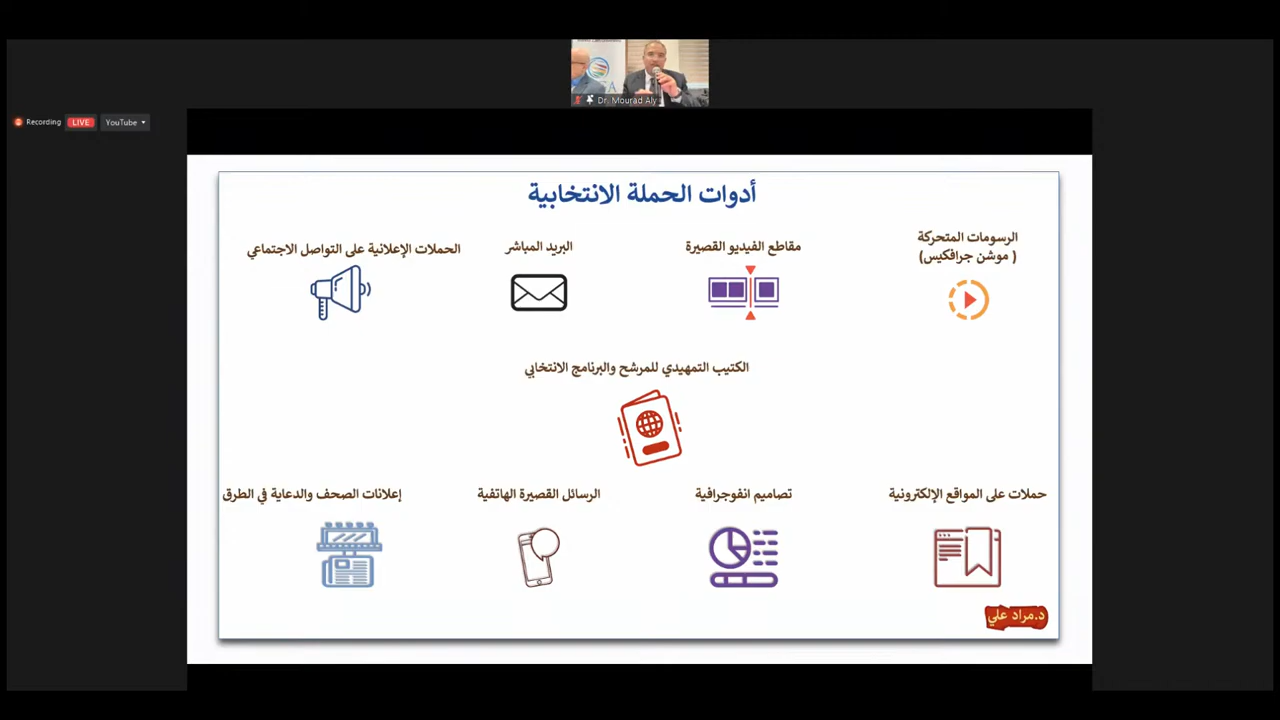 Dr. Mourad Aly
Recording
LIVE
YouTube
أدوات الحملة الانتخابية
الرسومات المتحركة
( موشن جرافكيس)
مقاطع الفيديو القصيرة
البريد المباشر
الحملات الإعلانية على التواصل الاجتماعي
الكتيب التمهيدي للمرشح والبرنامج الانتخابي
حملات على المواقع الإلكترونية
تصاميم انفوجرافية
الرسائل القصيرة الهاتفية
إعلانات الصحف والدعاية في الطرق
د.مراد علي